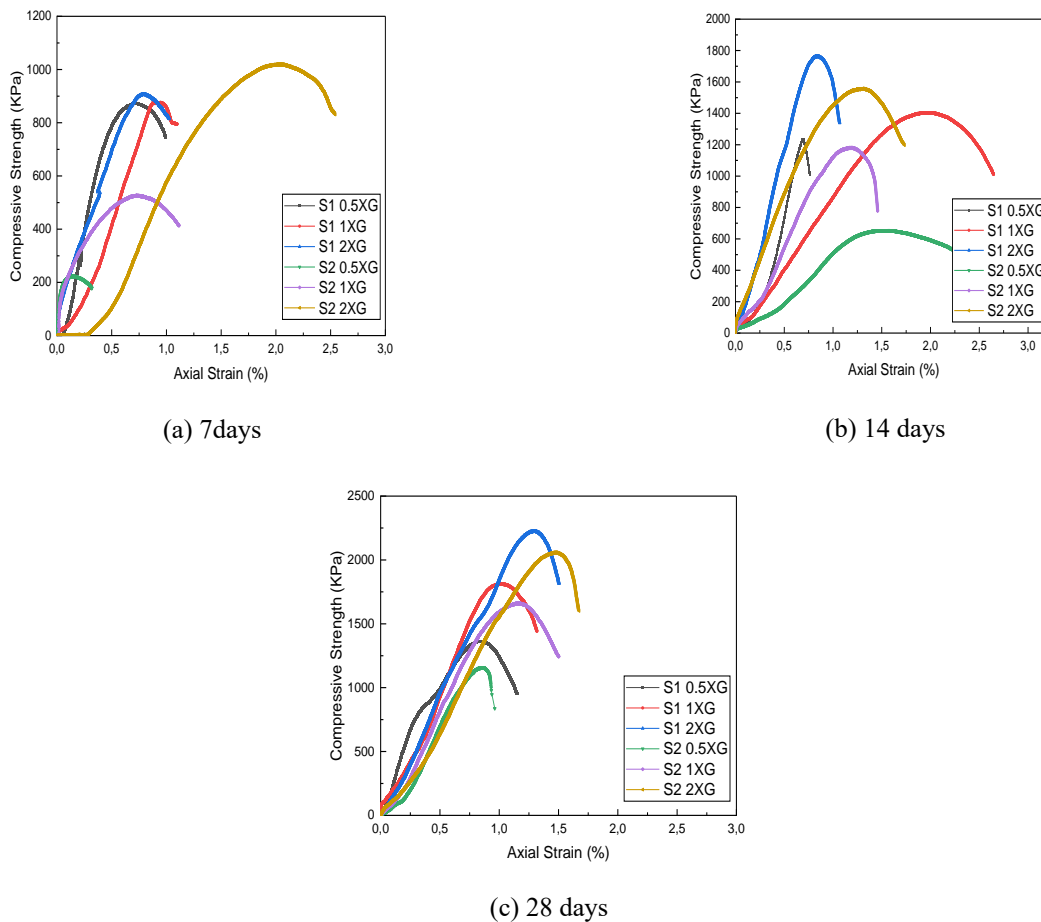 1200
1000
800
600
400
200
0
Compressive Strength (KPa)
S1 0.5XG
S1 1XG
S1 2XG
S2 0.5XG
S2 1XG
S2 2XG
0,0 0,5 1,0 1,5 2,0 2,5 3,0
Axial Strain (%)
(a) 7days
2000
1800
1600
1400
1200
1000
800
600
400
200
0
Compressive Strength (KPa)
S1 0.5XG
S1 1XG
S1 2XG
S2 0.5XG
S2 1XG
S2 2XG
0,0 0,5 1,0 1,5 2,0 2,5 3,0
Axial Strain (%)
(b) 14 days
2500
2000
1500
1000
500
0
Compressive Strength (KPa)
S1 0.5XG
S1 1XG
S1 2XG
S2 0.5XG
S2 1XG
S2 2XG
0,0 0,5 1,0 1,5 2,0 2,5 3,0
Axial Strain (%)
(c) 28 days